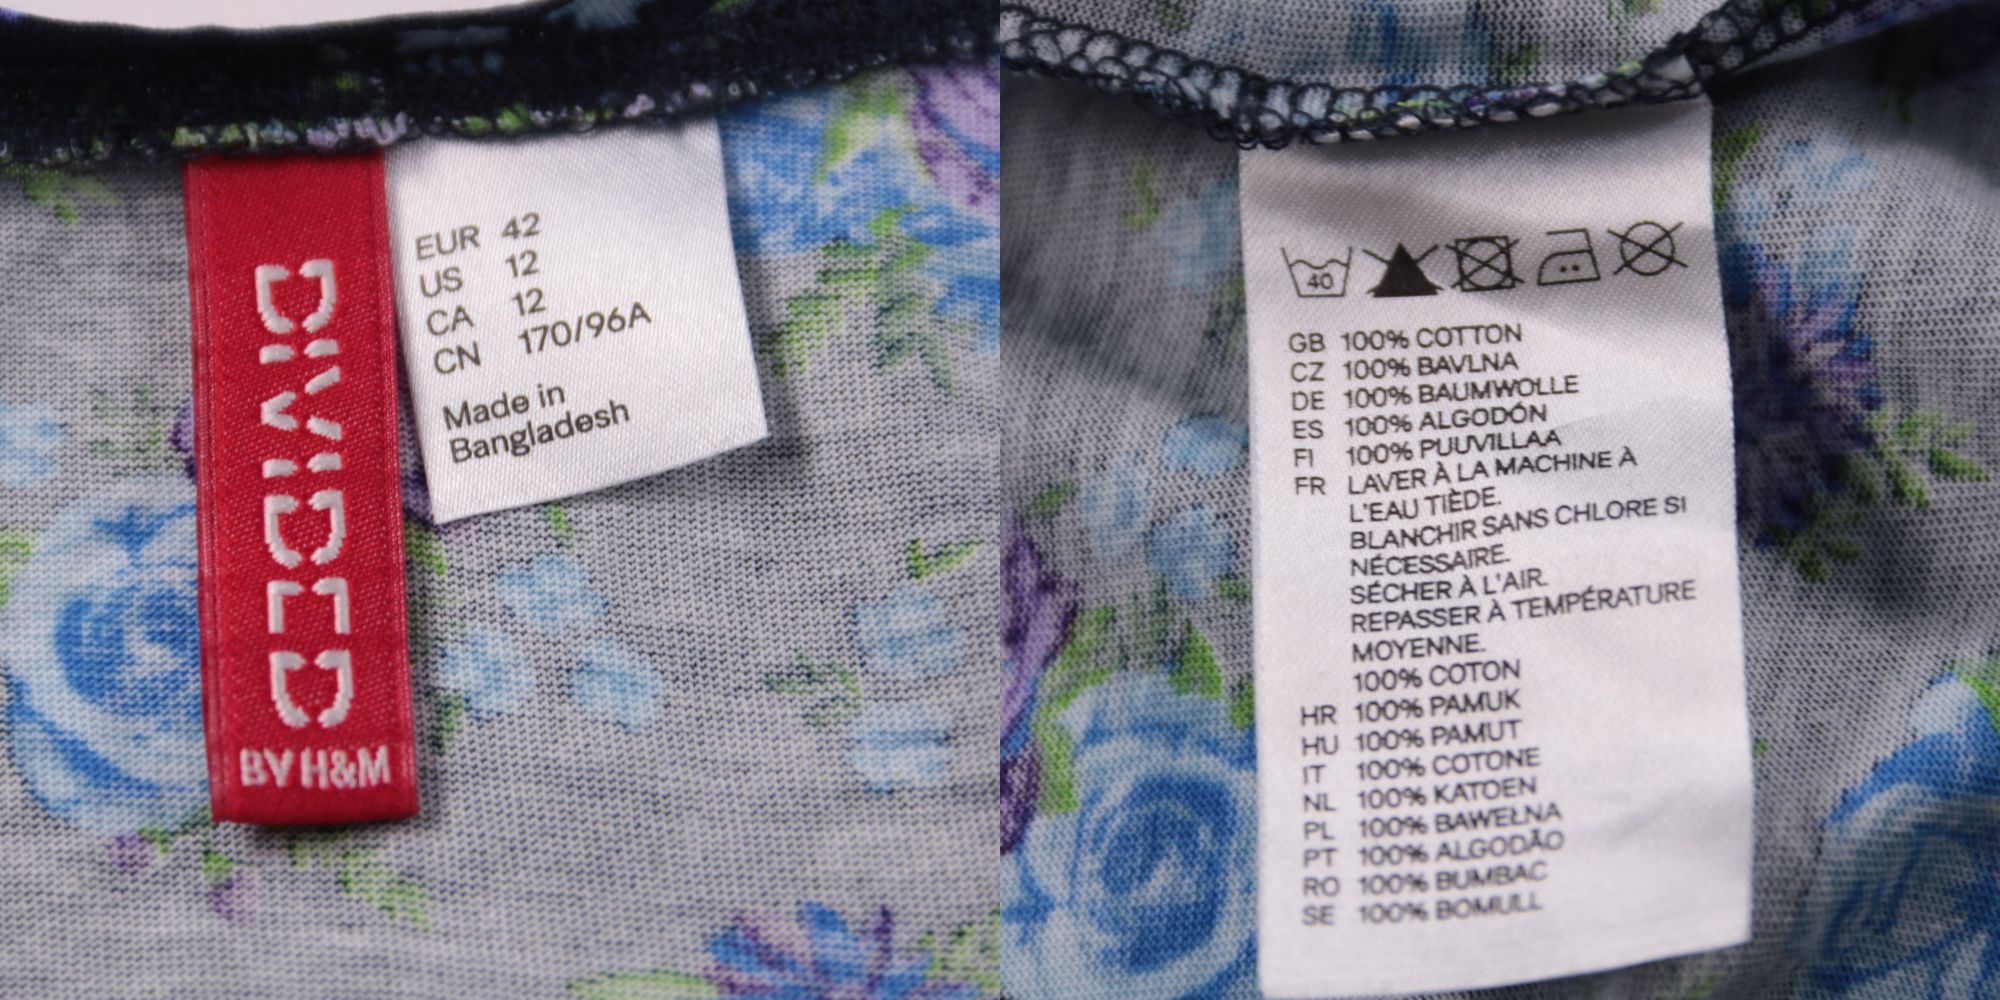 DIVIDED
BY H&M
EUR 42
US 12
CA 12
CN 170/96A
Made in
Bangladesh
40
GB 100% COTTON
CZ 100% BAVLNA
DE 100% BAUMWOLLE
ES 100% ALGODÓN
FI 100% PUUVILLAA
FR LAVER À LA MACHINE À
L'EAU TIÈDE.
BLANCHIR SANS CHLORE SI
NÉCESSAIRE.
SÉCHER À L'AIR.
REPASSER À TEMPÉRATURE
MOYENNE.
100% COTON
HR 100% PAMUK
HU 100% PAMUT
IT 100% COTONE
NL 100% KATOEN
PL 100% BAWEŁNA
PT 100% ALGODÃO
RO 100% BUMBAC
SE 100% BOMULL